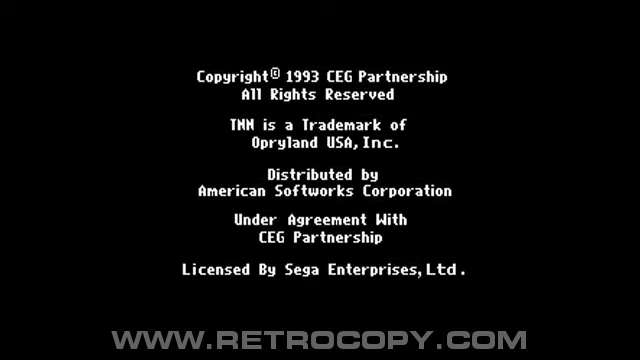 Copyright© 1993 CEG Partnership
All Rights Reserved
TNN is a Trademark of
Opryland USA,Inc.
Distributed by
American Softworks Corporation
Under Agreement With
CEG Partnership
Licensed By Sega Enterprises,Ltd.
WWW.RETROCOPY.COM